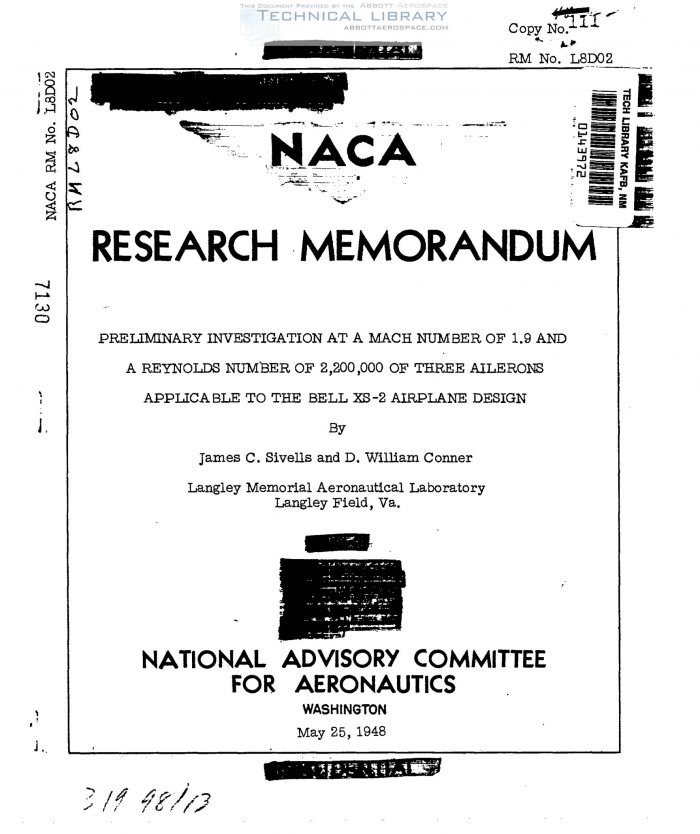 THIS DOCUMENT PROVIDED BY THE ABBOTT AEROSPACE
TECHNICAL LIBRARY
ABBOTTAEROSPACE.COM
Copy No. 111
RM No. L8D02
NACA RM No. L8D02
RM L8D02
7130
TECH LIBRARY KAFB, NM
0143972
NACA
RESEARCH MEMORANDUM
PRELIMINARY INVESTIGATION AT A MACH NUMBER OF 1.9 AND
A REYNOLDS NUMBER OF 2,200,000 OF THREE AILERONS
APPLICABLE TO THE BELL XS-2 AIRPLANE DESIGN
By
James C. Sivells and D. William Conner
Langley Memorial Aeronautical Laboratory
Langley Field, Va.
NATIONAL ADVISORY COMMITTEE
FOR AERONAUTICS
WASHINGTON
May 25, 1948
319 98/13